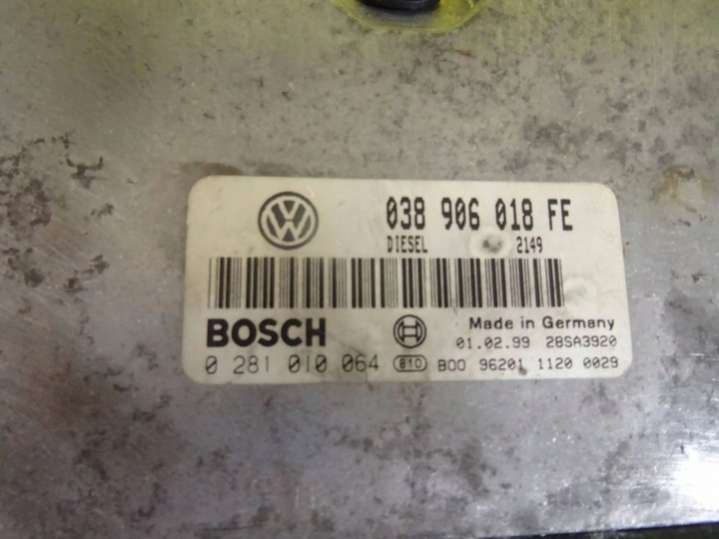 038 906 018 FE
DIESEL 2149
BOSCH
Made in Germany
01.02.99 28SA3920
0 281 010 064 810 B00 96201 1120 0029